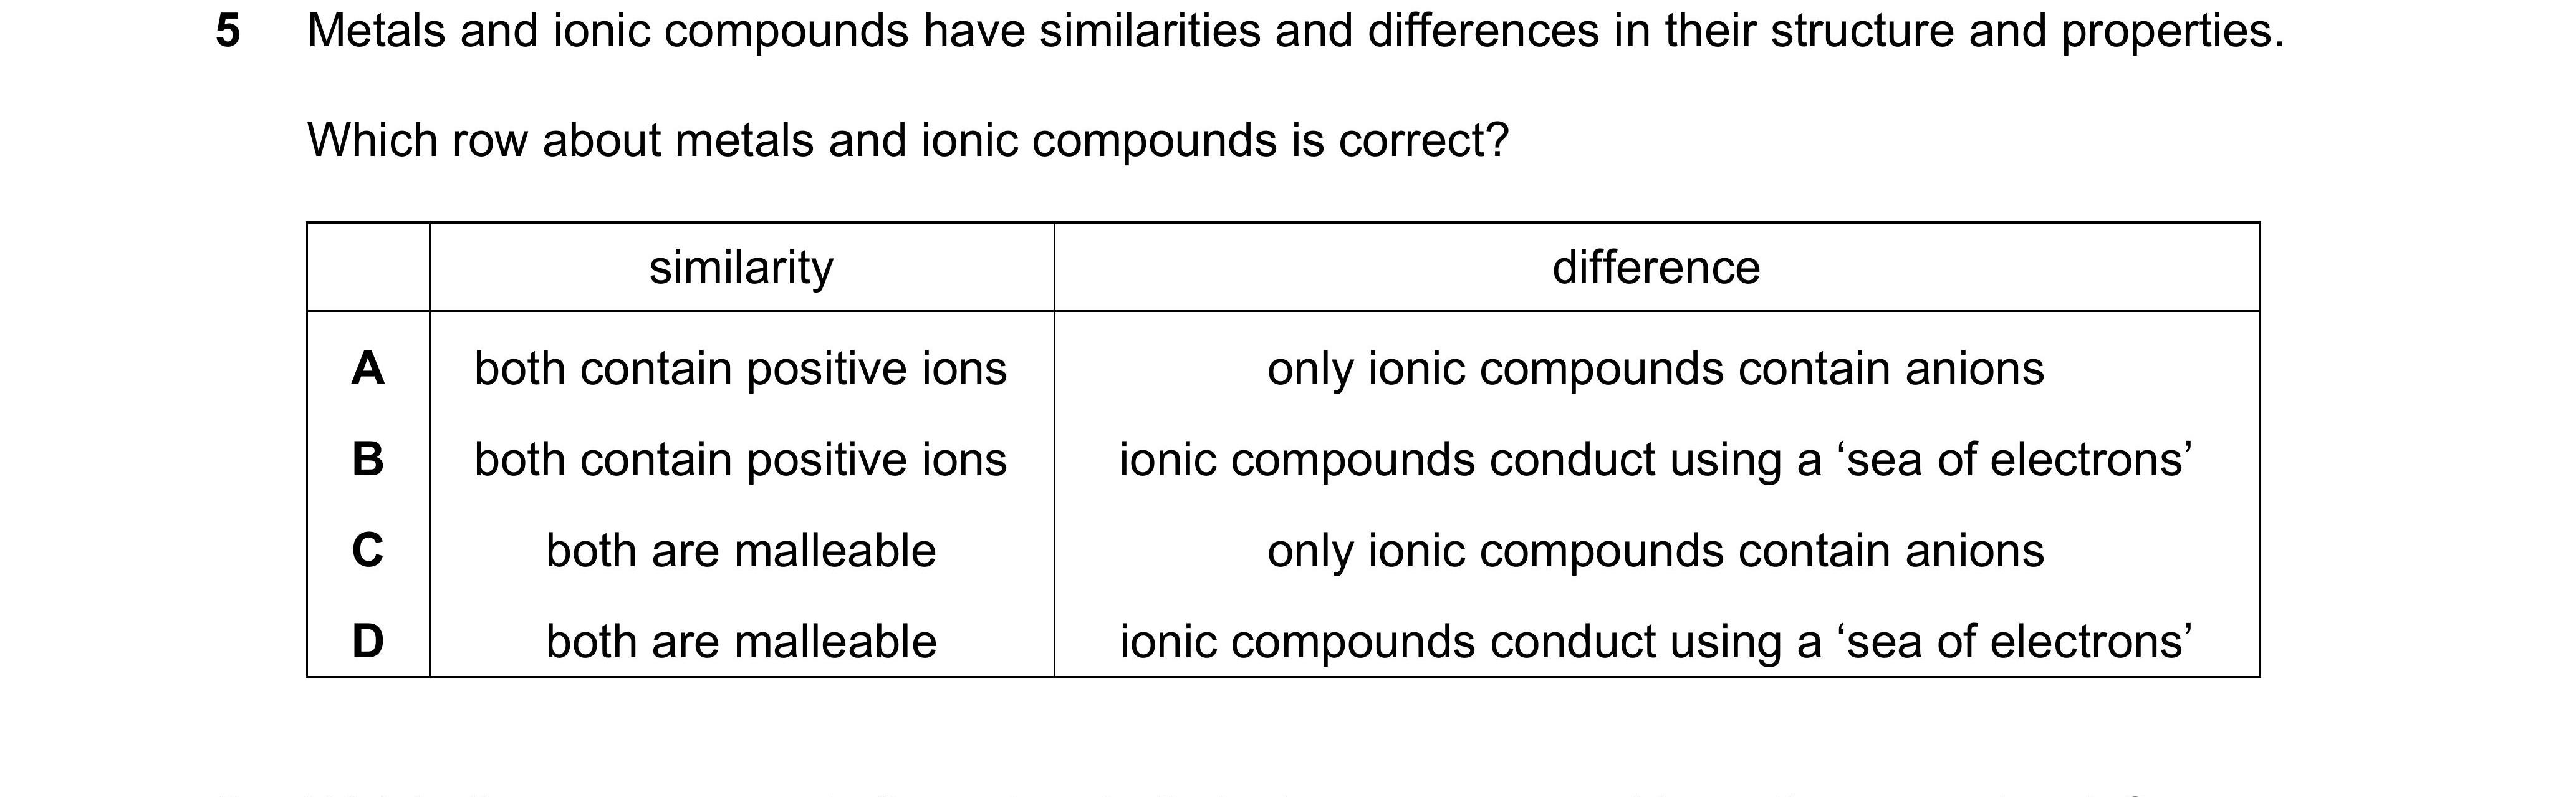 5 Metals and ionic compounds have similarities and differences in their structure and properties.
Which row about metals and ionic compounds is correct?
similarity difference
A both contain positive ions only ionic compounds contain anions
B both contain positive ions ionic compounds conduct using a ‘sea of electrons’
C both are malleable only ionic compounds contain anions
D both are malleable ionic compounds conduct using a ‘sea of electrons’